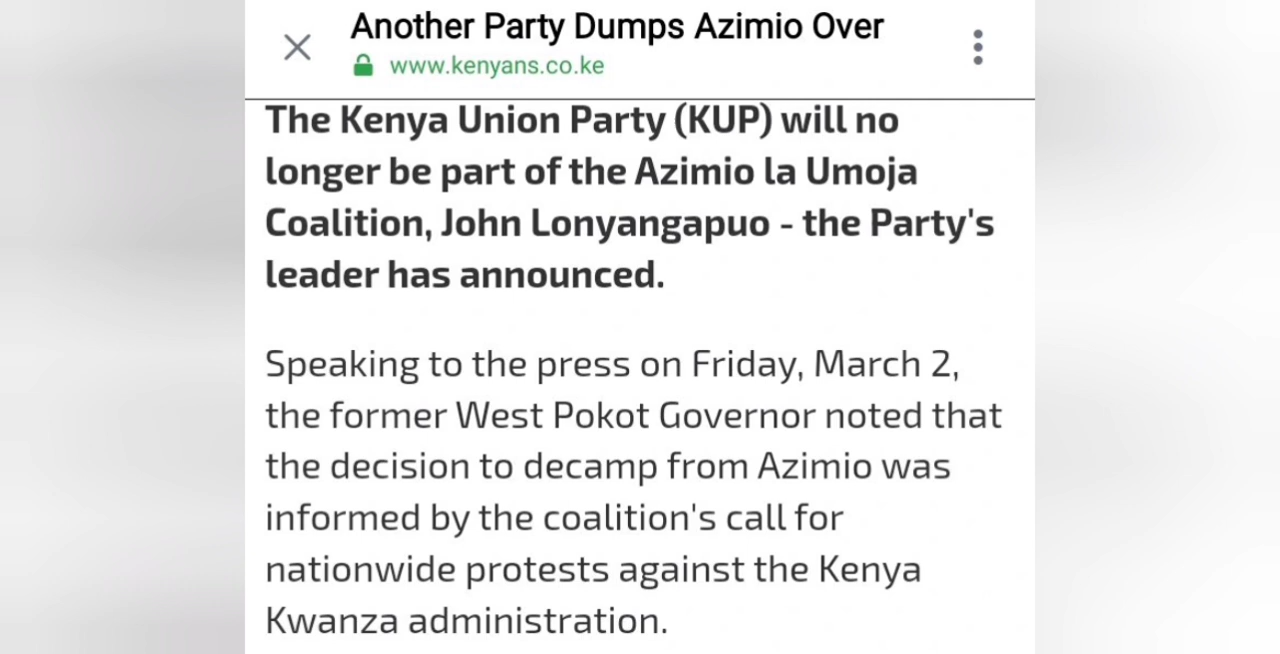 Another Party Dumps Azimio Over
www.kenyans.co.ke
The Kenya Union Party (KUP) will no
longer be part of the Azimio la Umoja
Coalition, John Lonyangapuo - the Party's
leader has announced.
Speaking to the press on Friday, March 2,
the former West Pokot Governor noted that
the decision to decamp from Azimio was
informed by the coalition's call for
nationwide protests against the Kenya
Kwanza administration.